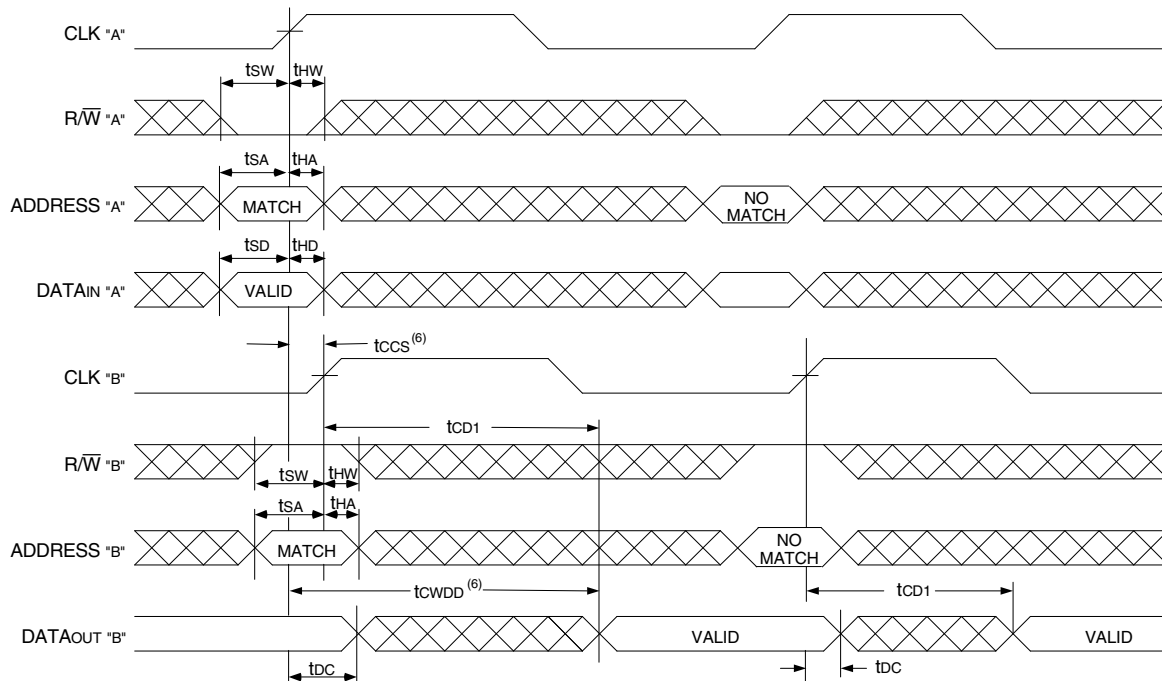 CLK "A"
tSW tHW
R/W̅ "A"
tSA tHA
ADDRESS "A"
MATCH
NO
MATCH
tSD tHD
DATAIN "A"
VALID
tCCS(6)
CLK "B"
tCD1
R/W̅ "B"
tSW tHW
tSA tHA
ADDRESS "B"
MATCH
NO
MATCH
tCWDD(6)
tCD1
DATAOUT "B"
VALID
VALID
tDC
tDC